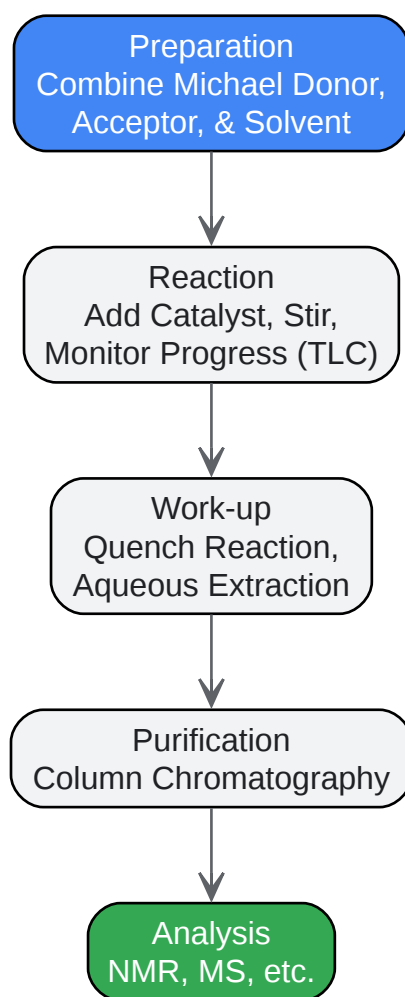 Preparation
Combine Michael Donor,
Acceptor, & Solvent
Reaction
Add Catalyst, Stir,
Monitor Progress (TLC)
Work-up
Quench Reaction,
Aqueous Extraction
Purification
Column Chromatography
Analysis
NMR, MS, etc.